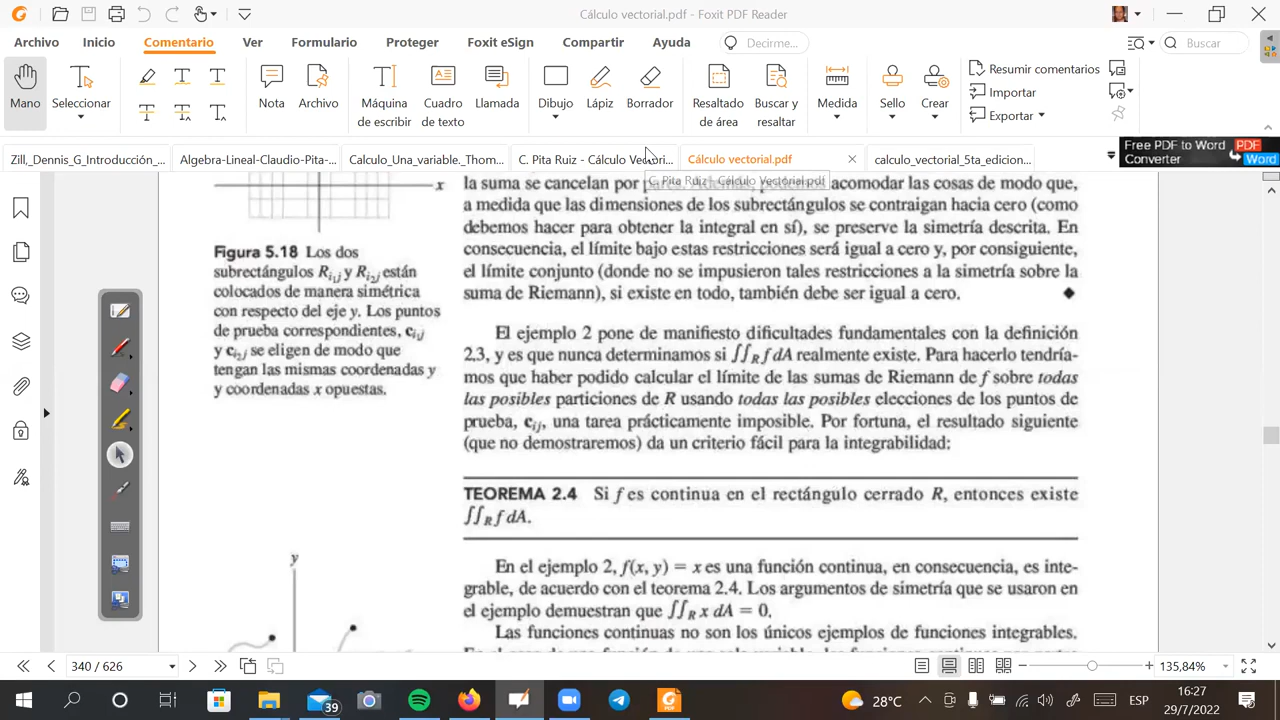 Cálculo vectorial.pdf - Foxit PDF Reader
Archivo Inicio Comentario Ver Formulario Proteger Foxit eSign Compartir Ayuda Decirme... Buscar
Mano
Seleccionar
Nota
Archivo
Máquina
de escribir
Cuadro
de texto
Llamada
Dibujo
Lápiz
Borrador
Resaltado
de área
Buscar y
resaltar
Medida
Sello
Crear
Resumir comentarios
Importar
Exportar
Zill,_Dennis_G_Introducción_...
Algebra-Lineal-Claudio-Pita-...
Calculo_Una_variable._Thom...
C. Pita Ruiz - Cálculo Vectori...
Cálculo vectorial.pdf
calculo_vectorial_5ta_edicion...
Free PDF to Word
Converter
PDF
Word
C. Pita Ruiz - Cálculo Vectorial.pdf
x
Figura 5.18 Los dos
subrectángulos Ri₁j y Ri₂j están
colocados de manera simétrica
con respecto del eje y. Los puntos
de prueba correspondientes, ci₁j
y ci₂j se eligen de modo que
tengan las mismas coordenadas y
y coordenadas x opuestas.
la suma se cancelan por acomodar las cosas de modo que,
a medida que las dimensiones de los subrectángulos se contraigan hacia cero (como
debemos hacer para obtener la integral en sí), se preserve la simetría descrita. En
consecuencia, el límite bajo estas restricciones será igual a cero y, por consiguiente,
el límite conjunto (donde no se impusieron tales restricciones a la simetría sobre la
suma de Riemann), si existe en todo, también debe ser igual a cero. ◆
El ejemplo 2 pone de manifiesto dificultades fundamentales con la definición
2.3, y es que nunca determinamos si ∫∫R f dA realmente existe. Para hacerlo tendría-
mos que haber podido calcular el límite de las sumas de Riemann de f sobre todas
las posibles particiones de R usando todas las posibles elecciones de los puntos de
prueba, cij, una tarea prácticamente imposible. Por fortuna, el resultado siguiente
(que no demostraremos) da un criterio fácil para la integrabilidad:
TEOREMA 2.4 Si f es continua en el rectángulo cerrado R, entonces existe
∫∫R f dA.
y
En el ejemplo 2, f(x, y) = x es una función continua, en consecuencia, es inte-
grable, de acuerdo con el teorema 2.4. Los argumentos de simetría que se usaron en
el ejemplo demuestran que ∫∫R x dA = 0.
Las funciones continuas no son los únicos ejemplos de funciones integrables.
340 / 626
135,84%
39
28°C
ESP
16:27
29/7/2022